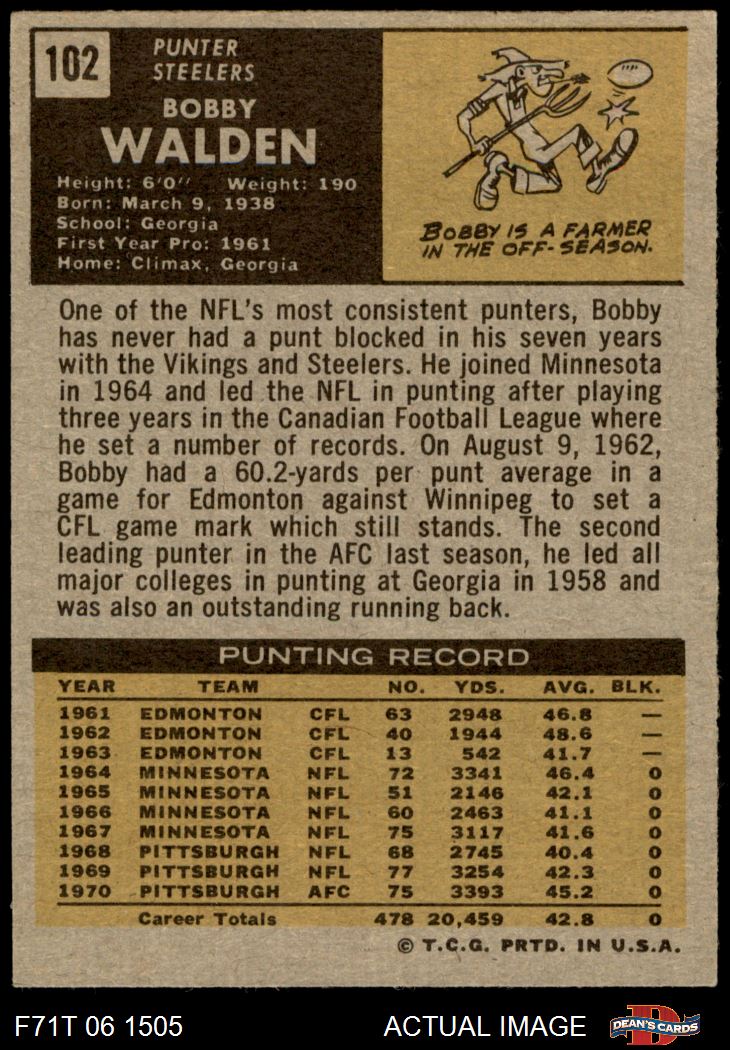 102
PUNTER
STEELERS
BOBBY
WALDEN
Height: 6'0'' Weight: 190
Born: March 9, 1938
School: Georgia
First Year Pro: 1961
Home: Climax, Georgia
BOBBY IS A FARMER
IN THE OFF-SEASON.
One of the NFL's most consistent punters, Bobby
has never had a punt blocked in his seven years
with the Vikings and Steelers. He joined Minnesota
in 1964 and led the NFL in punting after playing
three years in the Canadian Football League where
he set a number of records. On August 9, 1962,
Bobby had a 60.2-yards per punt average in a
game for Edmonton against Winnipeg to set a
CFL game mark which still stands. The second
leading punter in the AFC last season, he led all
major colleges in punting at Georgia in 1958 and
was also an outstanding running back.
PUNTING RECORD
YEAR TEAM NO. YDS. AVG. BLK.
1961 EDMONTON CFL 63 2948 46.8 —
1962 EDMONTON CFL 40 1944 48.6 —
1963 EDMONTON CFL 13 542 41.7 —
1964 MINNESOTA NFL 72 3341 46.4 0
1965 MINNESOTA NFL 51 2146 42.1 0
1966 MINNESOTA NFL 60 2463 41.1 0
1967 MINNESOTA NFL 75 3117 41.6 0
1968 PITTSBURGH NFL 68 2745 40.4 0
1969 PITTSBURGH NFL 77 3254 42.3 0
1970 PITTSBURGH AFC 75 3393 45.2 0
Career Totals 478 20,459 42.8 0
© T.C.G. PRTD. IN U.S.A.
F71T 06 1505 ACTUAL IMAGE
D
DEAN'S CARDS